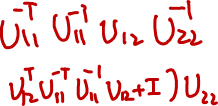 U₁₁⁻ᵀ U₁₁⁻¹ U₁₂ U₂₂⁻¹
U₁₂ᵀ U₁₁⁻ᵀ U₁₁⁻¹ U₁₂ + I ) U₂₂